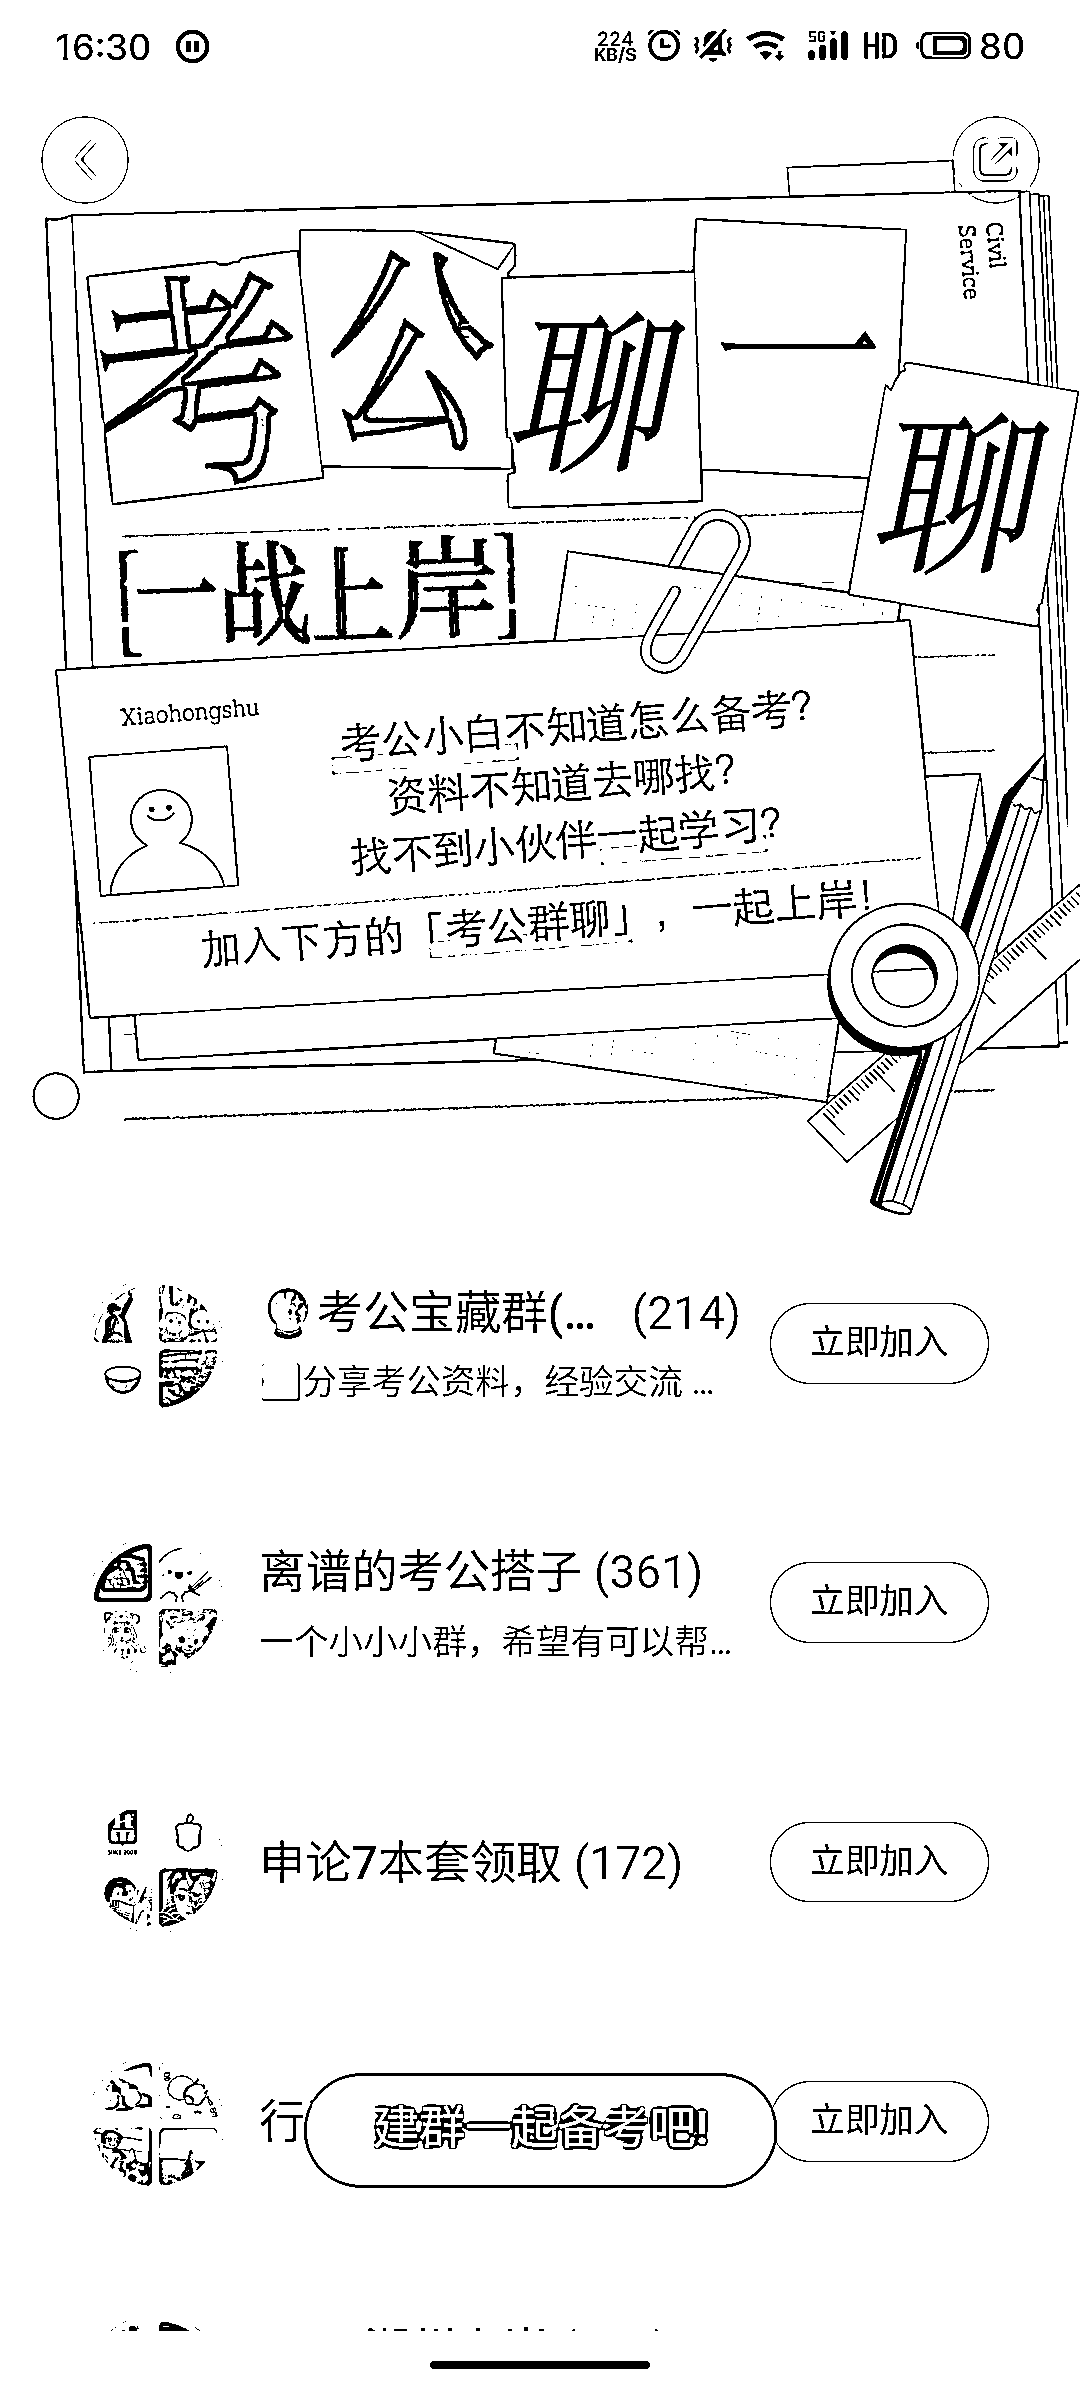 16:30
224 KB/S 5G HD 80
Civil
Service
考公聊一聊
[一战上岸]
Xiaohongshu
考公小白不知道怎么备考?
资料不知道去哪找?
找不到小伙伴一起学习?
加入下方的「考公群聊」，一起上岸!
考公宝藏群(... (214)
立即加入
分享考公资料，经验交流 ...
离谱的考公搭子 (361)
立即加入
一个小小小群，希望有可以帮...
申论7本套领取 (172)
立即加入
行
建群一起备考吧!
立即加入